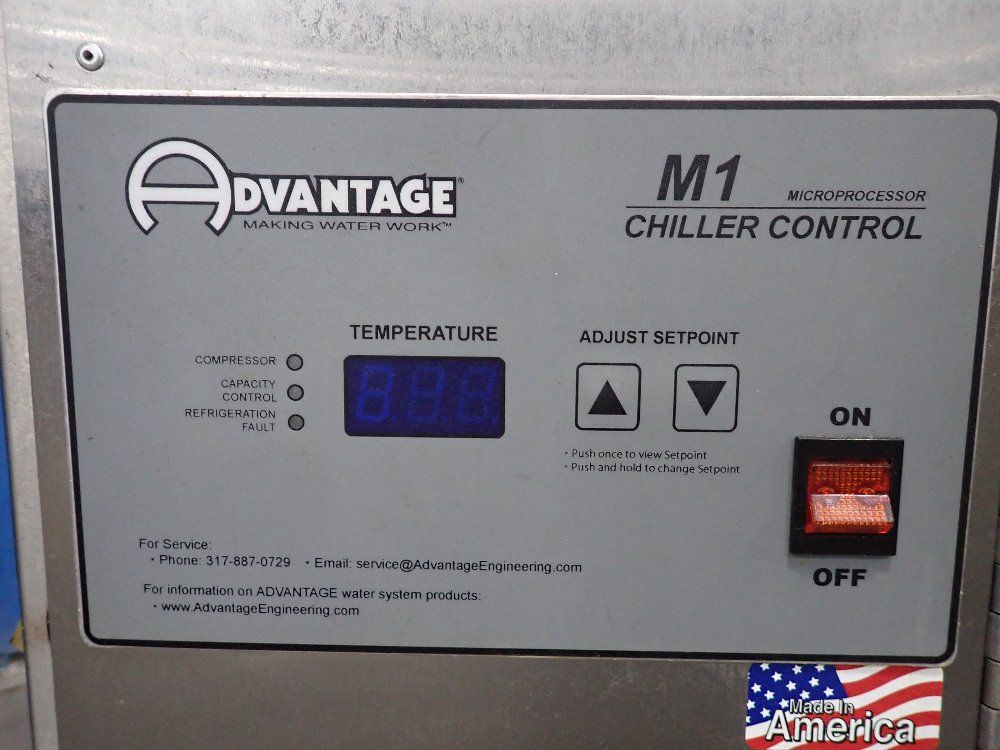 ADVANTAGE®
MAKING WATER WORK™
M1 MICROPROCESSOR
CHILLER CONTROL
TEMPERATURE
ADJUST SETPOINT
COMPRESSOR
CAPACITY
CONTROL
REFRIGERATION
FAULT
• Push once to view Setpoint
• Push and hold to change Setpoint
ON
OFF
For Service:
• Phone: 317-887-0729 • Email: service@AdvantageEngineering.com
For information on ADVANTAGE water system products:
• www.AdvantageEngineering.com
Made In
America